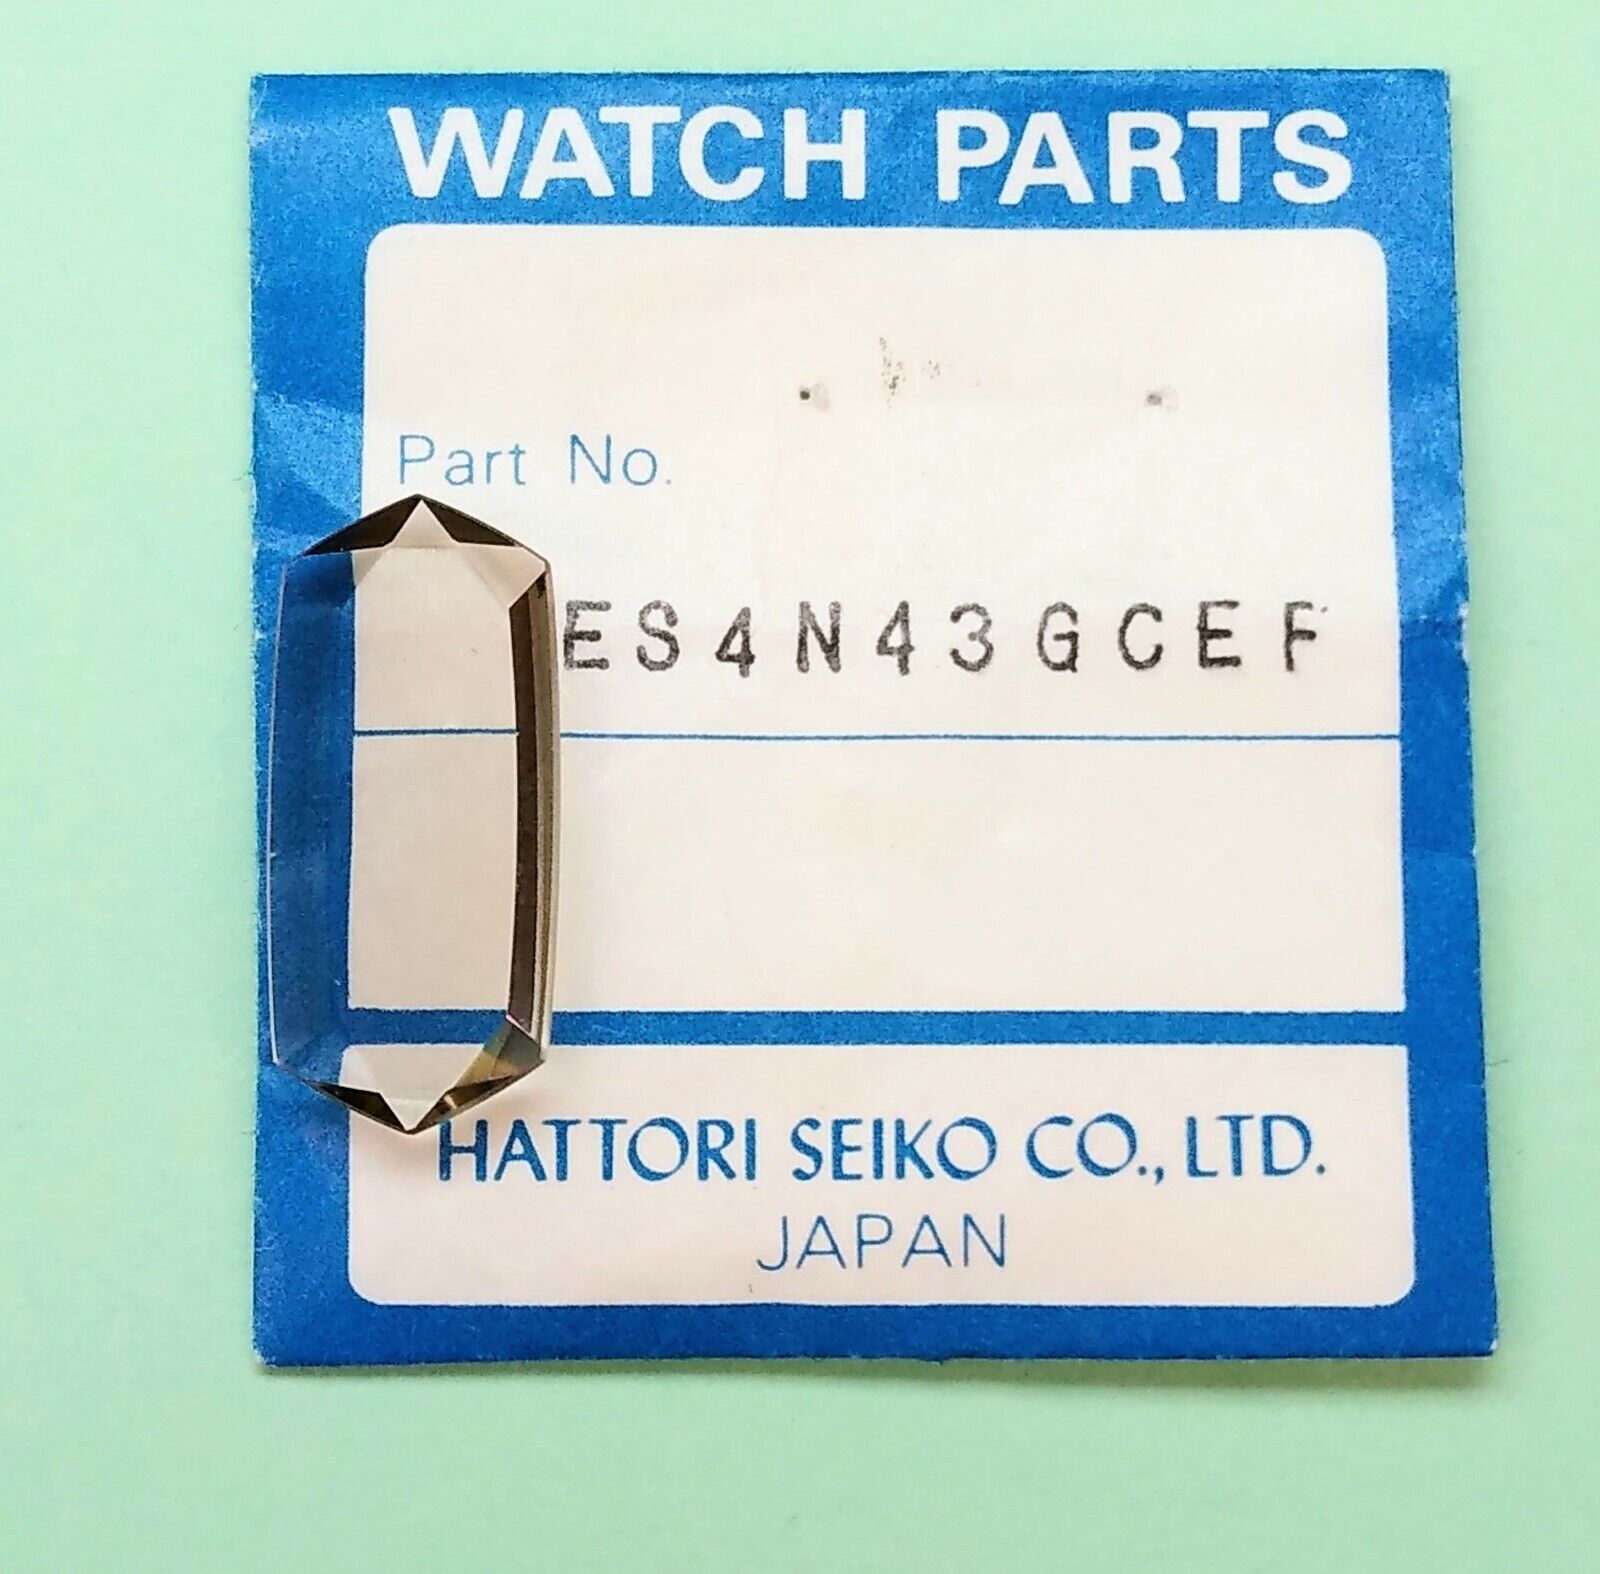 WATCH PARTS
Part No.
ES4N43GCEF
HATTORI SEIKO CO., LTD.
JAPAN